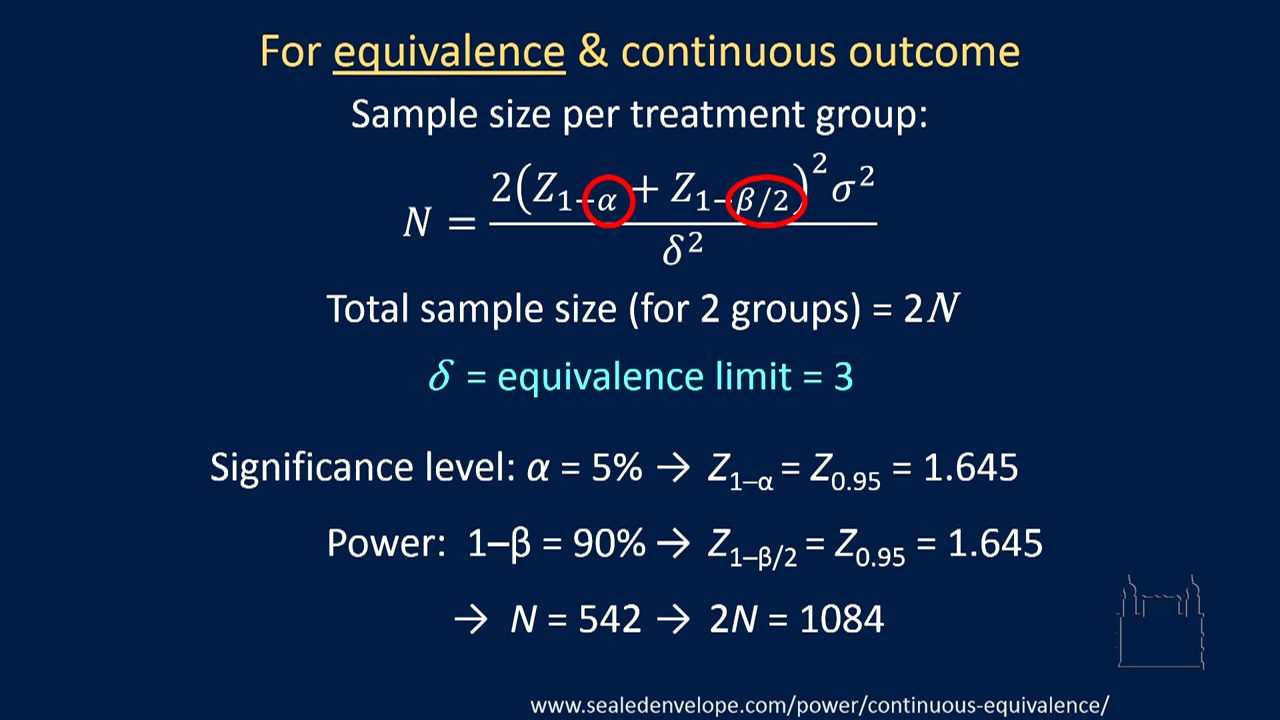 For equivalence & continuous outcome
Sample size per treatment group:
N = 2(Z₁₋α + Z₁₋β/₂)²σ² / δ²
Total sample size (for 2 groups) = 2N
δ = equivalence limit = 3
Significance level: α = 5% → Z₁₋α = Z₀.₉₅ = 1.645
Power: 1–β = 90% → Z₁₋β/₂ = Z₀.₉₅ = 1.645
→ N = 542 → 2N = 1084
www.sealedenvelope.com/power/continuous-equivalence/